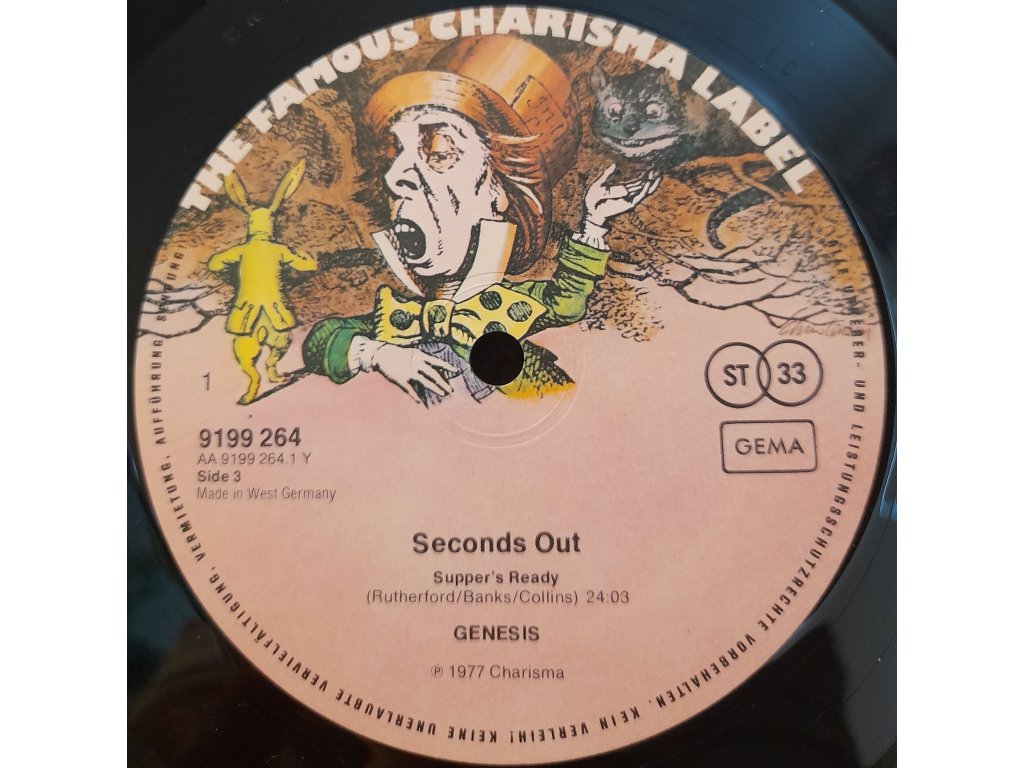 THE FAMOUS CHARISMA LABEL
ST 33
GEMA
1
9199 264
AA 9199 264.1 Y
Side 3
Made in West Germany
Seconds Out
Supper's Ready
(Rutherford/Banks/Collins) 24:03
GENESIS
℗ 1977 Charisma
ALLE URHEBER- UND LEISTUNGSSCHUTZRECHTE VORBEHALTEN. KEIN VERLEIH! KEINE UNERLAUBTE VERVIELFÄLTIGUNG, VERMIETUNG, AUFFÜHRUNG, SENDUNG!